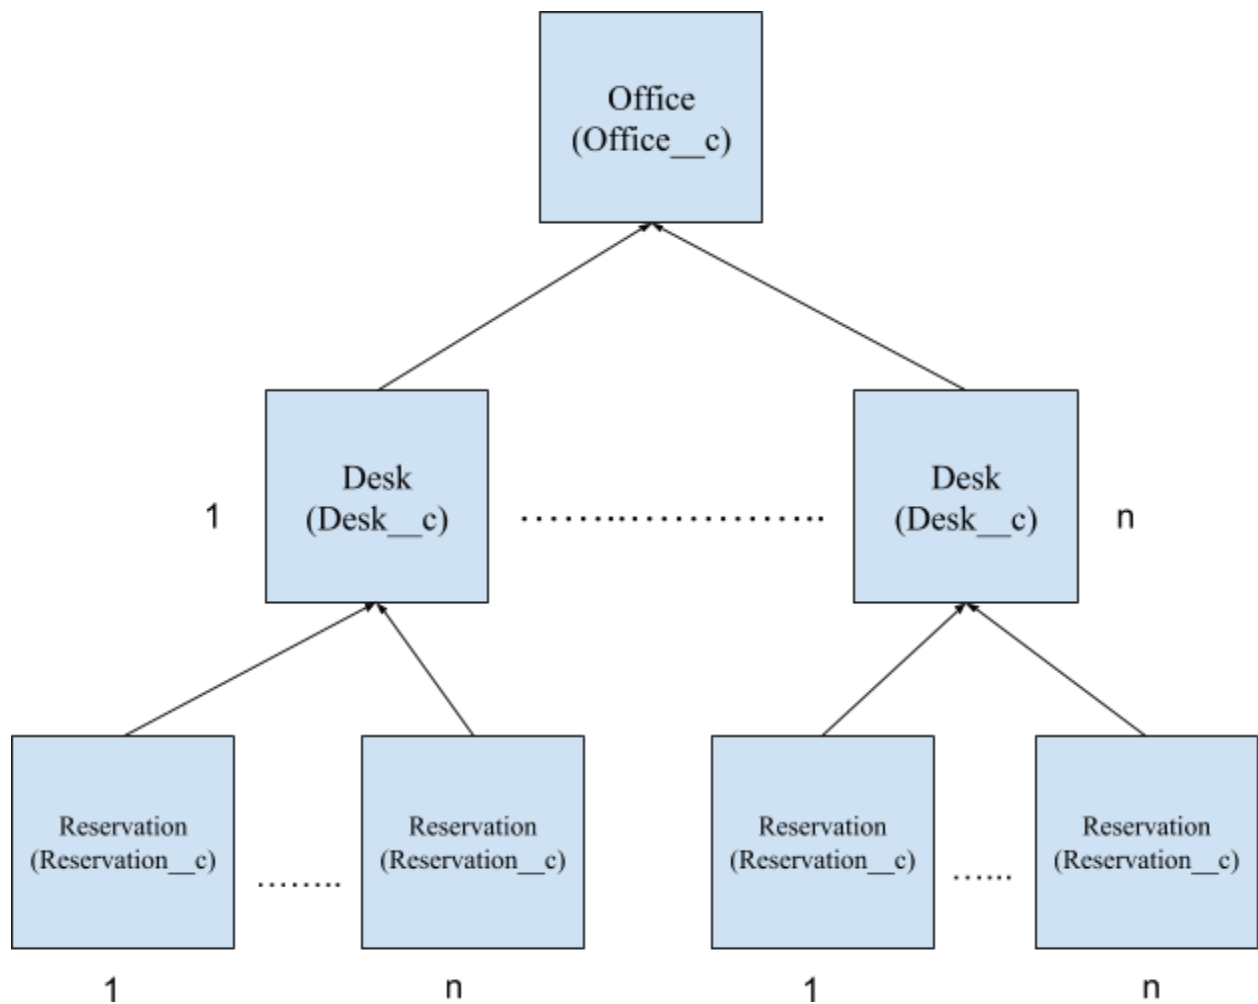 Office
(Office__c)
Desk
(Desk__c)
Desk
(Desk__c)
1
n
Reservation
(Reservation__c)
Reservation
(Reservation__c)
Reservation
(Reservation__c)
Reservation
(Reservation__c)
1
n
1
n